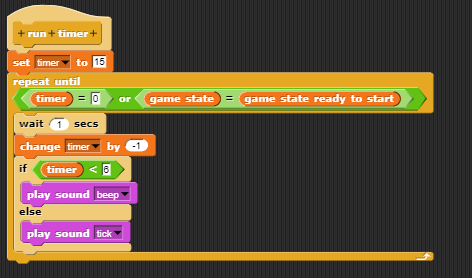 + run + timer +
set timer to 15
repeat until
timer = 0 or game state = game state ready to start
wait 1 secs
change timer by -1
if timer < 6
play sound beep
else
play sound tick